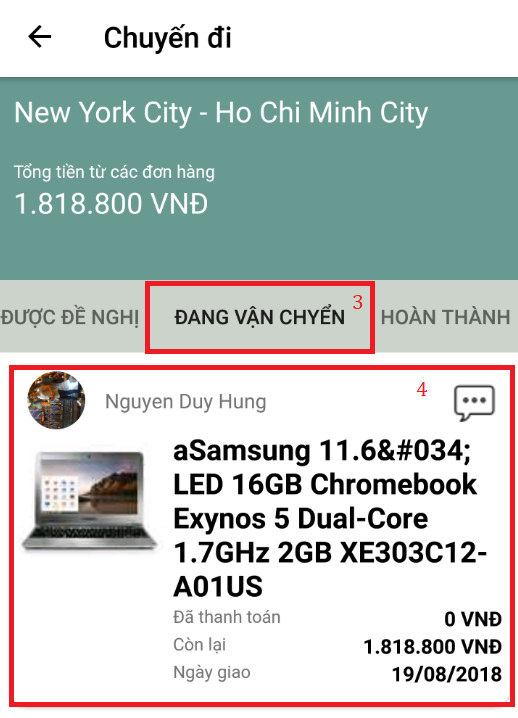 Chuyến đi
New York City - Ho Chi Minh City
Tổng tiền từ các đơn hàng
1.818.800 VNĐ
ĐƯỢC ĐỀ NGHỊ
ĐANG VẬN CHYỂN
3
HOÀN THÀNH
4
Nguyen Duy Hung
aSamsung 11.6&#034;
LED 16GB Chromebook
Exynos 5 Dual-Core
1.7GHz 2GB XE303C12-
A01US
Đã thanh toán 0 VNĐ
Còn lại 1.818.800 VNĐ
Ngày giao 19/08/2018